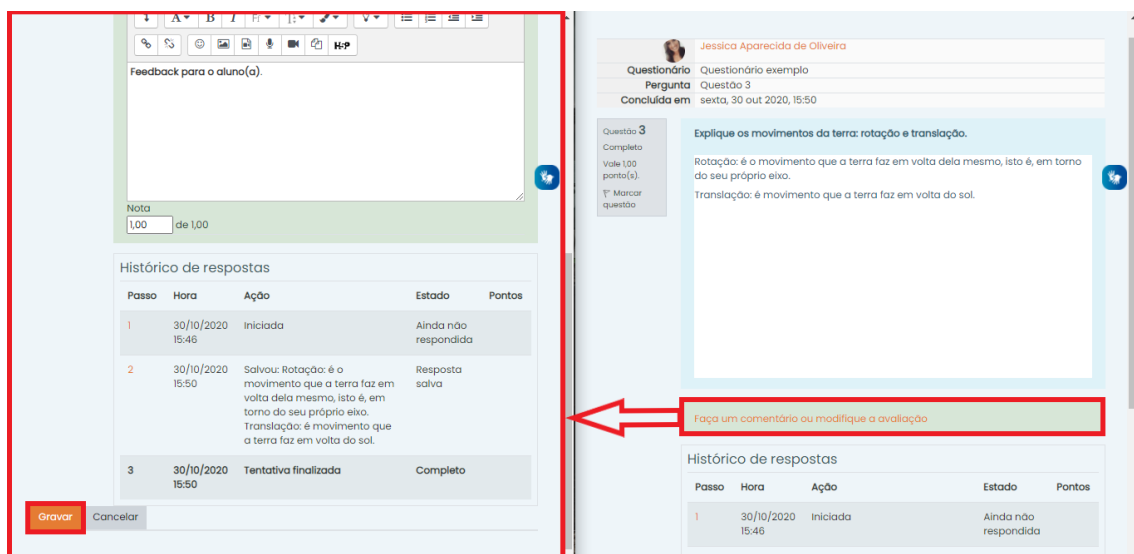 A B I
H-P
Feedback para o aluno(a).
Nota
1,00 de 1,00
Histórico de respostas
Passo Hora Ação Estado Pontos
1 30/10/2020 Iniciada Ainda não
15:46 respondida
2 30/10/2020 Salvou: Rotação: é o Resposta
15:50 movimento que a terra faz em salva
volta dela mesmo, isto é, em
torno do seu próprio eixo.
Translação: é movimento que
a terra faz em volta do sol.
3 30/10/2020 Tentativa finalizada Completo
15:50
Gravar Cancelar
Jessica Aparecida de Oliveira
Questionário Questionário exemplo
Pergunta Questão 3
Concluída em sexta, 30 out 2020, 15:50
Questão 3
Completo
Vale 1,00
ponto(s).
Marcar
questão
Explique os movimentos da terra: rotação e translação.
Rotação: é o movimento que a terra faz em volta dela mesmo, isto é, em torno
do seu próprio eixo.
Translação: é movimento que a terra faz em volta do sol.
Faça um comentário ou modifique a avaliação
Histórico de respostas
Passo Hora Ação Estado Pontos
1 30/10/2020 Iniciada Ainda não
15:46 respondida